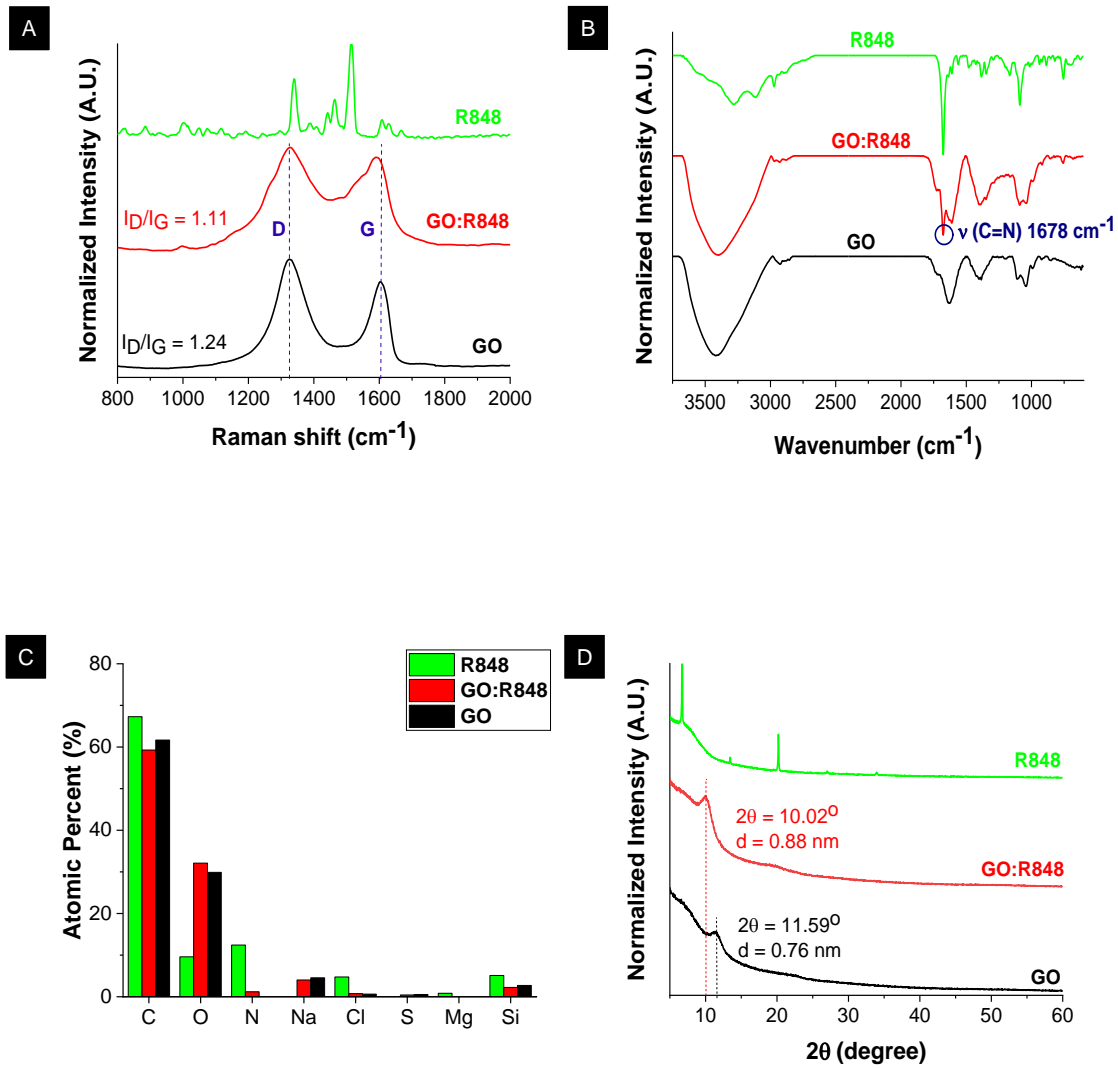 A
Normalized Intensity (A.U.)
R848
I_D/I_G = 1.11
D
G
GO:R848
I_D/I_G = 1.24
GO
800 1000 1200 1400 1600 1800 2000
Raman shift (cm⁻¹)
B
Normalized Intensity (A.U.)
R848
GO:R848
ν (C=N) 1678 cm⁻¹
GO
3500 3000 2500 2000 1500 1000
Wavenumber (cm⁻¹)
C
Atomic Percent (%)
80
60
40
20
0
R848
GO:R848
GO
C O N Na Cl S Mg Si
D
Normalized Intensity (A.U.)
R848
2θ = 10.02ᴼ
d = 0.88 nm
GO:R848
2θ = 11.59ᴼ
d = 0.76 nm
GO
10 20 30 40 50 60
2θ (degree)